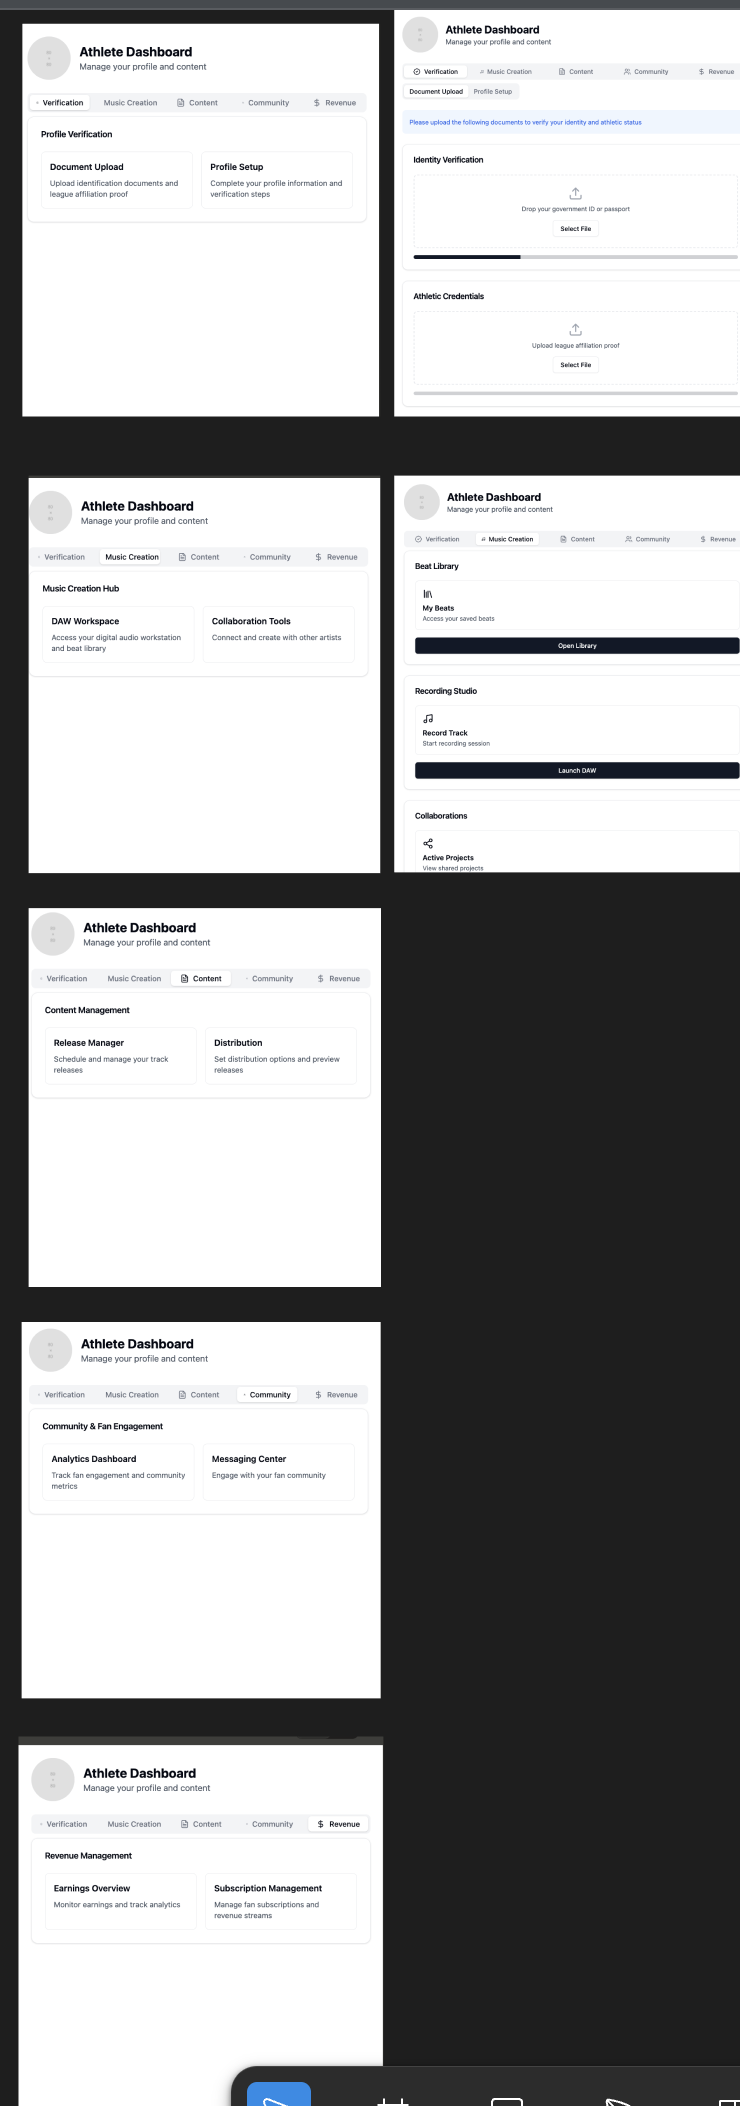 Athlete Dashboard
Manage your profile and content
Verification Music Creation Content Community Revenue
Profile Verification
Document Upload
Upload identification documents and
league affiliation proof
Profile Setup
Complete your profile information and
verification steps
Athlete Dashboard
Manage your profile and content
Verification Music Creation Content Community Revenue
Document Upload Profile Setup
Please upload the following documents to verify your identity and athletic status
Identity Verification
Drop your government ID or passport
Select File
Athletic Credentials
Upload league affiliation proof
Select File
Athlete Dashboard
Manage your profile and content
Verification Music Creation Content Community Revenue
Music Creation Hub
DAW Workspace
Access your digital audio workstation
and beat library
Collaboration Tools
Connect and create with other artists
Athlete Dashboard
Manage your profile and content
Verification Music Creation Content Community Revenue
Beat Library
My Beats
Access your saved beats
Open Library
Recording Studio
Record Track
Start recording session
Launch DAW
Collaborations
Active Projects
View shared projects
Athlete Dashboard
Manage your profile and content
Verification Music Creation Content Community Revenue
Content Management
Release Manager
Schedule and manage your track
releases
Distribution
Set distribution options and preview
releases
Athlete Dashboard
Manage your profile and content
Verification Music Creation Content Community Revenue
Community & Fan Engagement
Analytics Dashboard
Track fan engagement and community
metrics
Messaging Center
Engage with your fan community
Athlete Dashboard
Manage your profile and content
Verification Music Creation Content Community Revenue
Revenue Management
Earnings Overview
Monitor earnings and track analytics
Subscription Management
Manage fan subscriptions and
revenue streams